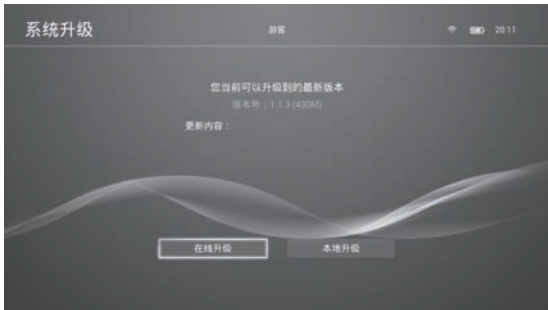 系统升级 游客 20:11
您当前可以升级到的最新版本
版本号：1.1.3 (430M)
更新内容：
在线升级 本地升级